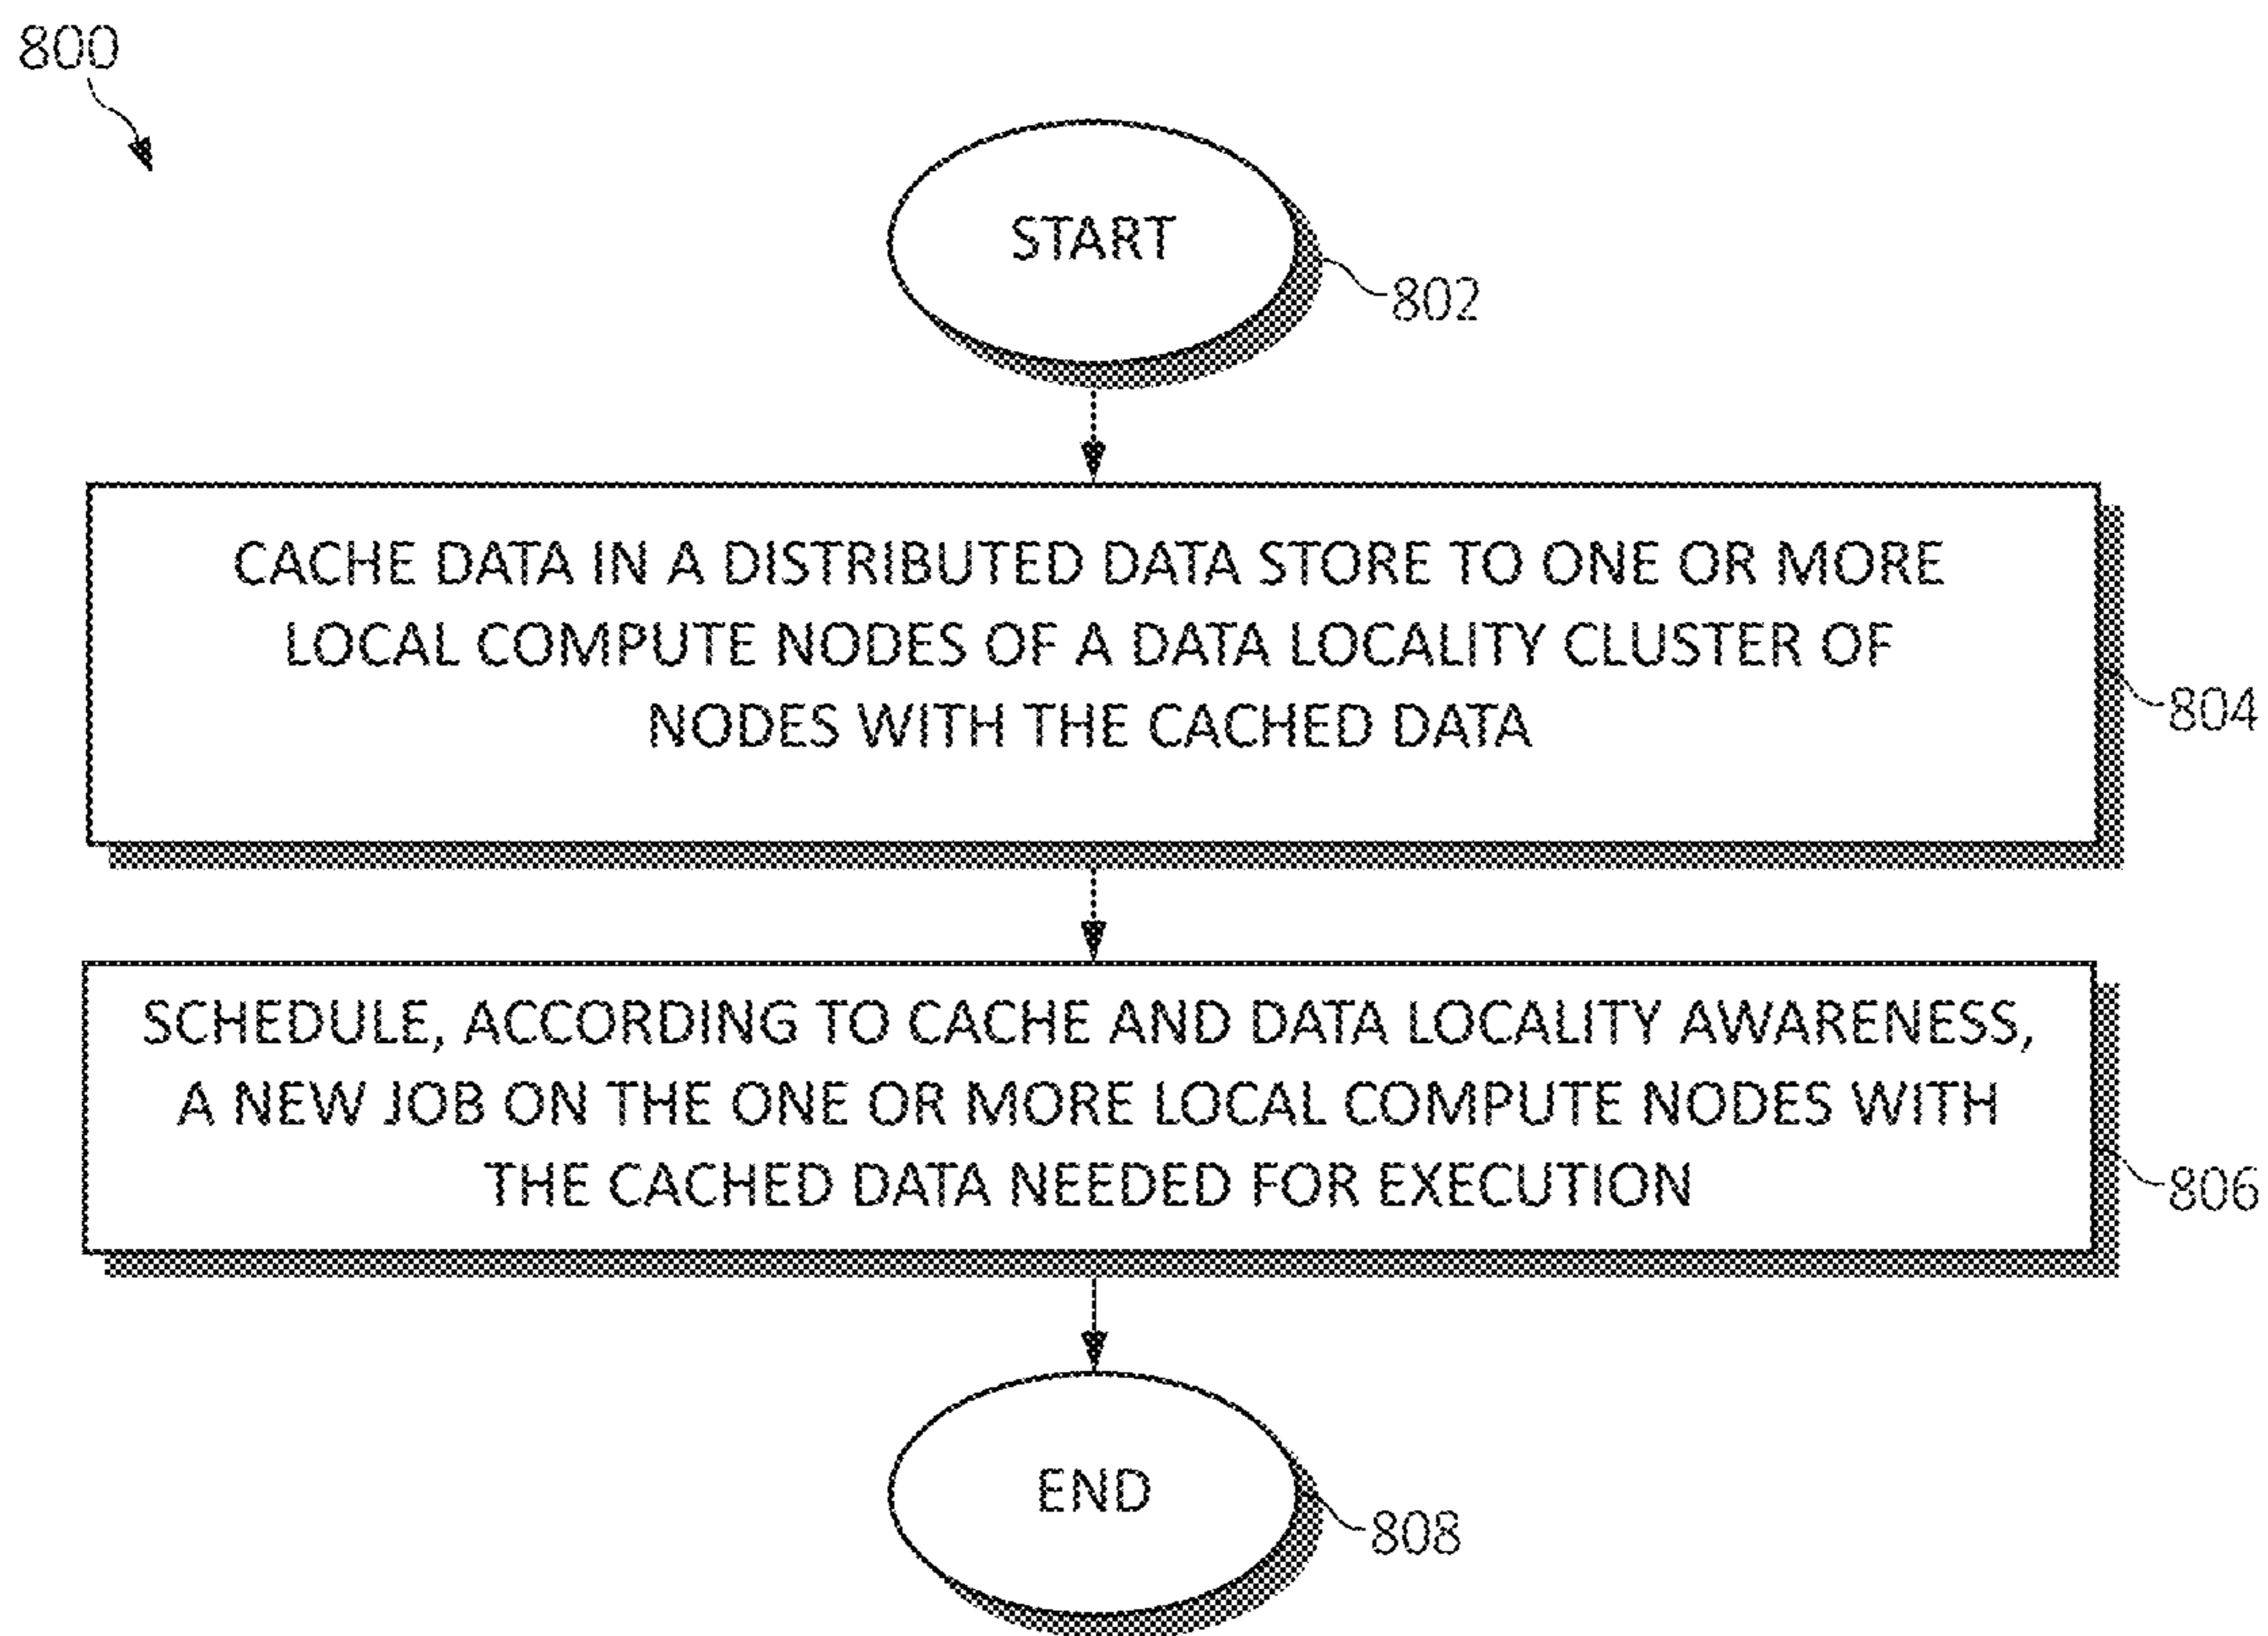 800
START
802
CACHE DATA IN A DISTRIBUTED DATA STORE TO ONE OR MORE
LOCAL COMPUTE NODES OF A DATA LOCALITY CLUSTER OF
NODES WITH THE CACHED DATA
804
SCHEDULE, ACCORDING TO CACHE AND DATA LOCALITY AWARENESS,
A NEW JOB ON THE ONE OR MORE LOCAL COMPUTE NODES WITH
THE CACHED DATA NEEDED FOR EXECUTION
806
END
808